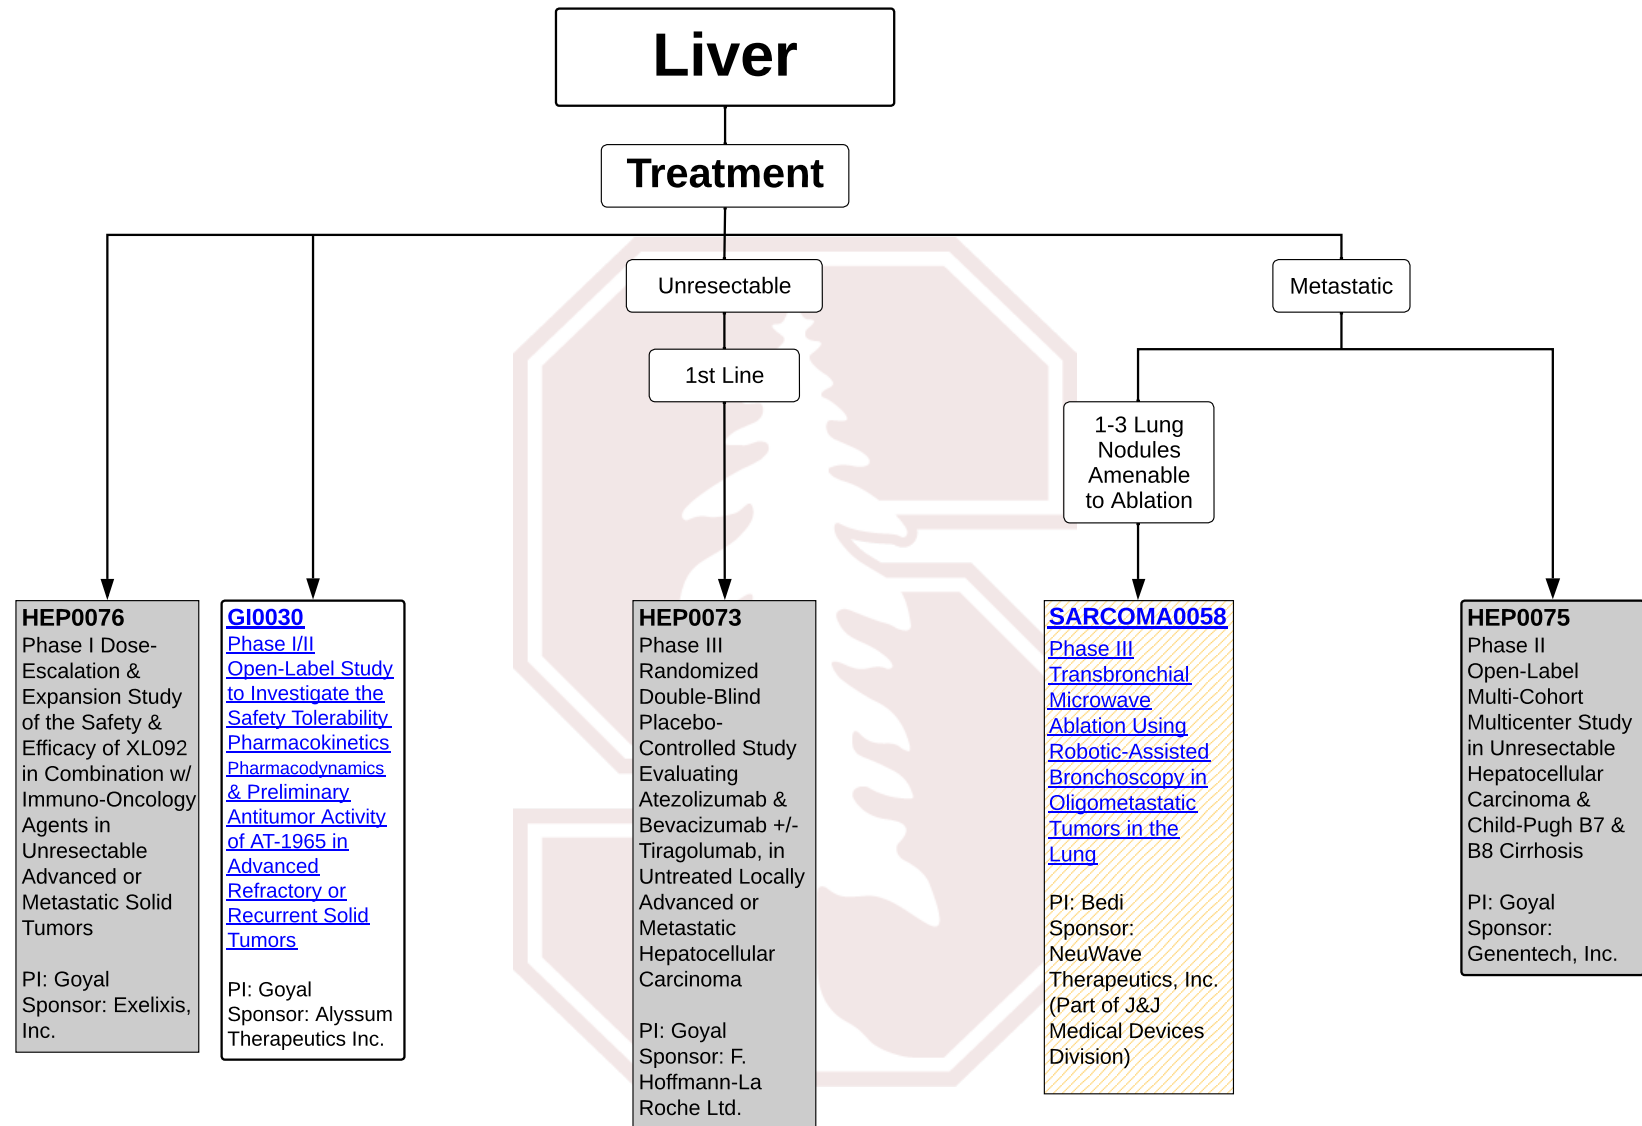 Liver
Treatment
Unresectable
Metastatic
1st Line
1-3 Lung
Nodules
Amenable
to Ablation
HEP0076
Phase I Dose-
Escalation &
Expansion Study
of the Safety &
Efficacy of XL092
in Combination w/
Immuno-Oncology
Agents in
Unresectable
Advanced or
Metastatic Solid
Tumors
PI: Goyal
Sponsor: Exelixis,
Inc.
GI0030
Phase I/II
Open-Label Study
to Investigate the
Safety Tolerability
Pharmacokinetics
Pharmacodynamics
& Preliminary
Antitumor Activity
of AT-1965 in
Advanced
Refractory or
Recurrent Solid
Tumors
PI: Goyal
Sponsor: Alyssum
Therapeutics Inc.
HEP0073
Phase III
Randomized
Double-Blind
Placebo-
Controlled Study
Evaluating
Atezolizumab &
Bevacizumab +/-
Tiragolumab, in
Untreated Locally
Advanced or
Metastatic
Hepatocellular
Carcinoma
PI: Goyal
Sponsor: F.
Hoffmann-La
Roche Ltd.
SARCOMA0058
Phase III
Transbronchial
Microwave
Ablation Using
Robotic-Assisted
Bronchoscopy in
Oligometastatic
Tumors in the
Lung
PI: Bedi
Sponsor:
NeuWave
Therapeutics, Inc.
(Part of J&J
Medical Devices
Division)
HEP0075
Phase II
Open-Label
Multi-Cohort
Multicenter Study
in Unresectable
Hepatocellular
Carcinoma &
Child-Pugh B7 &
B8 Cirrhosis
PI: Goyal
Sponsor:
Genentech, Inc.